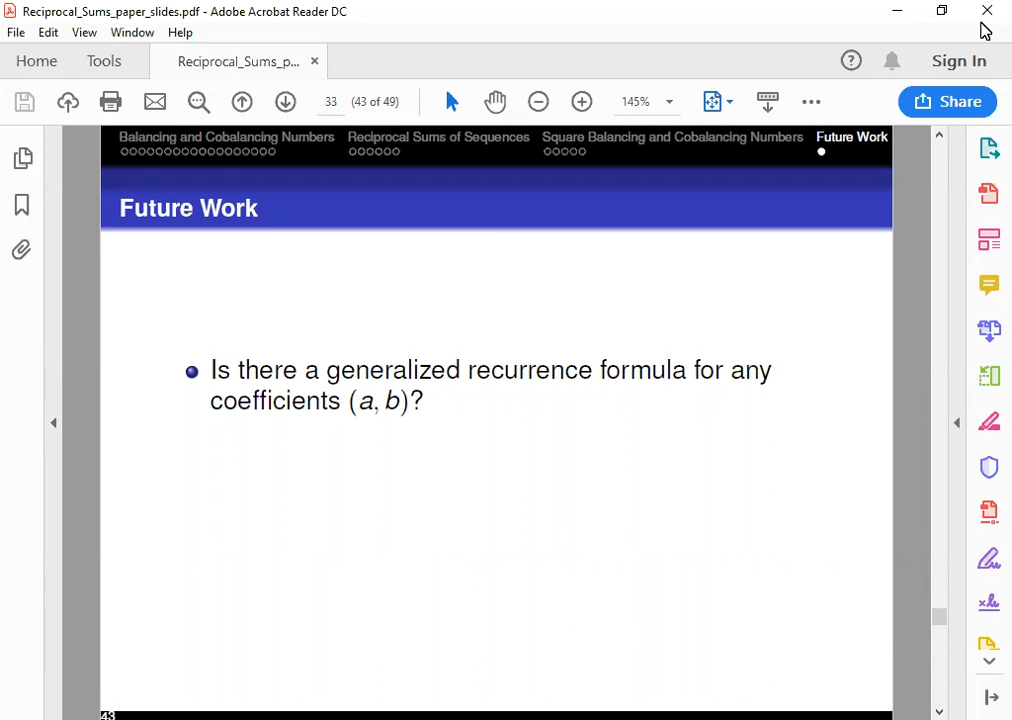 Reciprocal_Sums_paper_slides.pdf - Adobe Acrobat Reader DC
File Edit View Window Help
Home Tools Reciprocal_Sums_p... × Sign In
33 (43 of 49) 145% Share
Balancing and Cobalancing Numbers Reciprocal Sums of Sequences Square Balancing and Cobalancing Numbers Future Work
Future Work
Is there a generalized recurrence formula for any
coefficients (a, b)?
43